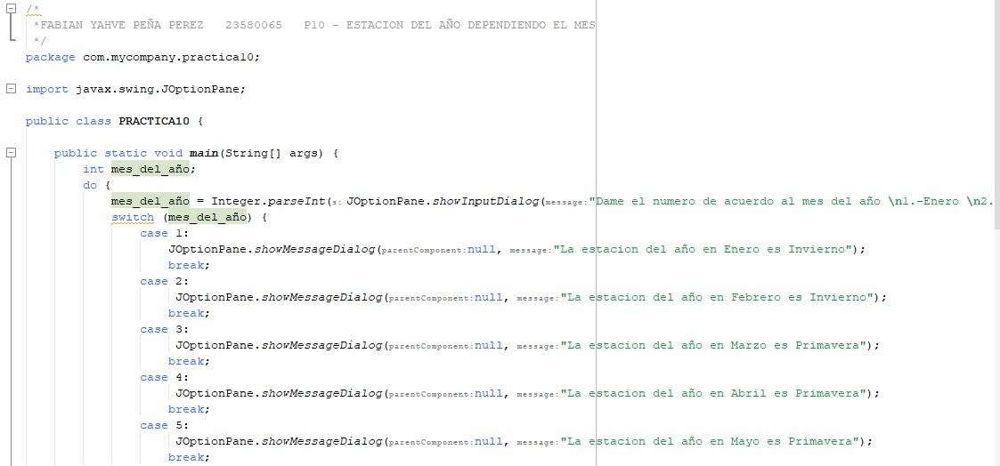 /*
*FABIAN YAHVE PEÑA PEREZ 23580065 P10 - ESTACION DEL AÑO DEPENDIENDO EL MES
*/
package com.mycompany.practica10;
import javax.swing.JOptionPane;
public class PRACTICA10 {
public static void main(String[] args) {
int mes_del_año;
do {
mes_del_año = Integer.parseInt(s: JOptionPane.showInputDialog(message:"Dame el numero de acuerdo al mes del año \n1.-Enero \n2.
switch (mes_del_año) {
case 1:
JOptionPane.showMessageDialog(parentComponent:null, message:"La estacion del año en Enero es Invierno");
break;
case 2:
JOptionPane.showMessageDialog(parentComponent:null, message:"La estacion del año en Febrero es Invierno");
break;
case 3:
JOptionPane.showMessageDialog(parentComponent:null, message:"La estacion del año en Marzo es Primavera");
break;
case 4:
JOptionPane.showMessageDialog(parentComponent:null, message:"La estacion del año en Abril es Primavera");
break;
case 5:
JOptionPane.showMessageDialog(parentComponent:null, message:"La estacion del año en Mayo es Primavera");
break;